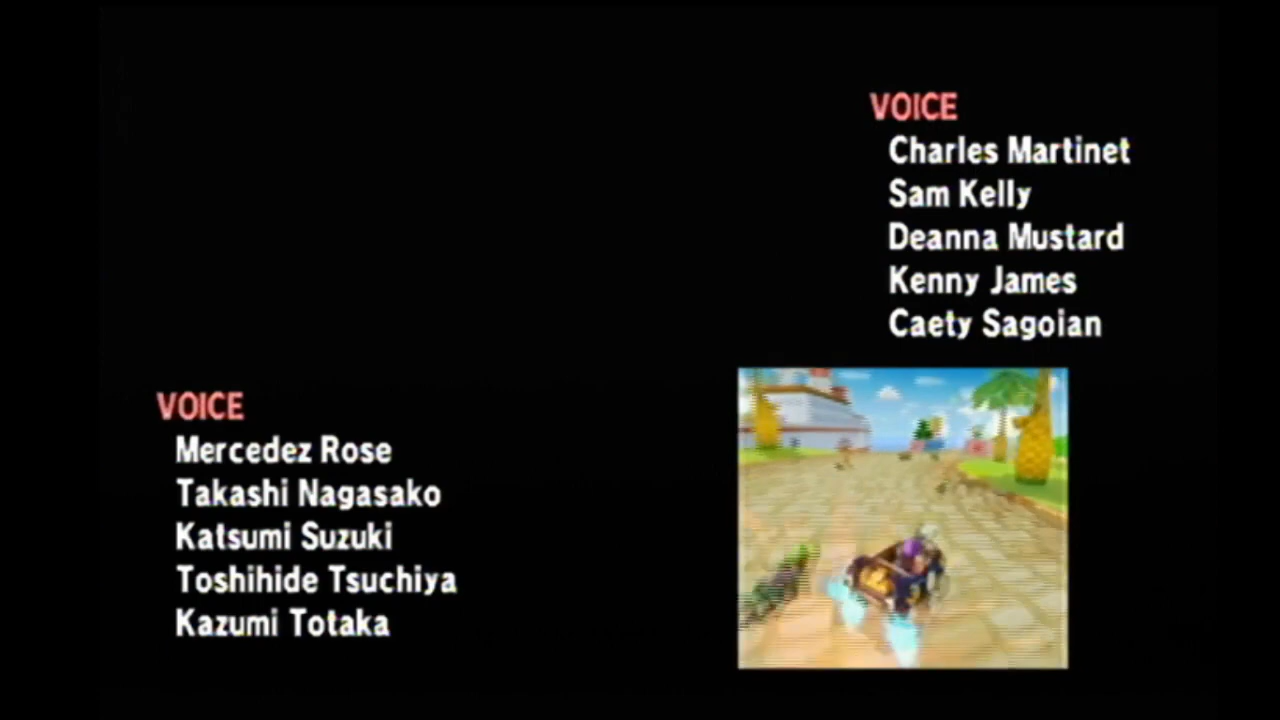 VOICE
Charles Martinet
Sam Kelly
Deanna Mustard
Kenny James
Caety Sagoian
VOICE
Mercedez Rose
Takashi Nagasako
Katsumi Suzuki
Toshihide Tsuchiya
Kazumi Totaka